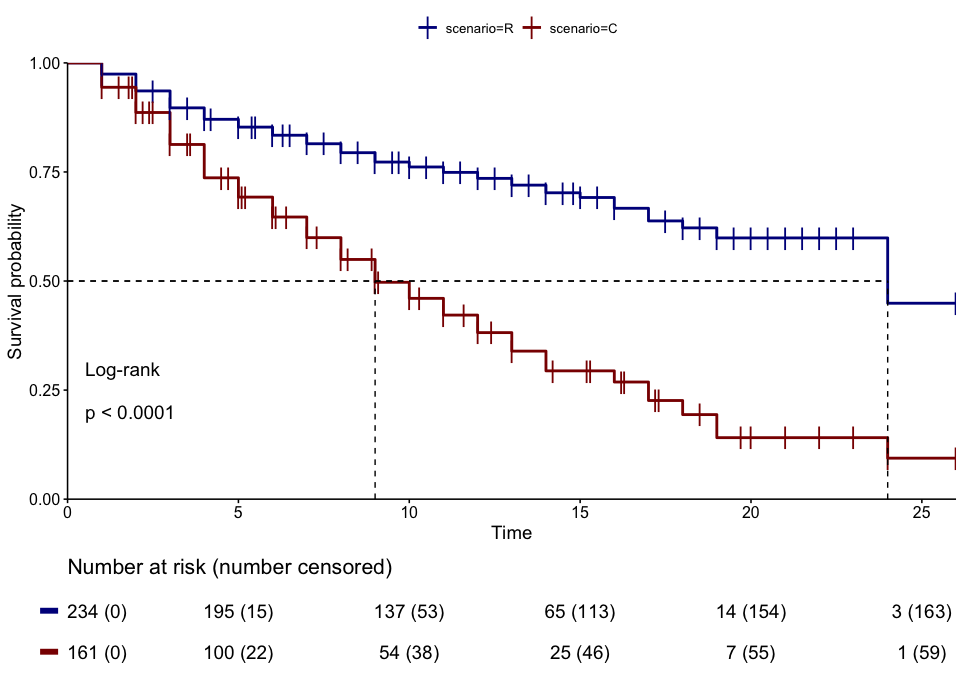 scenario=R scenario=C
Survival probability
1.00
0.75
0.50
0.25
0.00
Log-rank
p < 0.0001
0 5 10 15 20 25
Time
Number at risk (number censored)
234 (0) 195 (15) 137 (53) 65 (113) 14 (154) 3 (163)
161 (0) 100 (22) 54 (38) 25 (46) 7 (55) 1 (59)